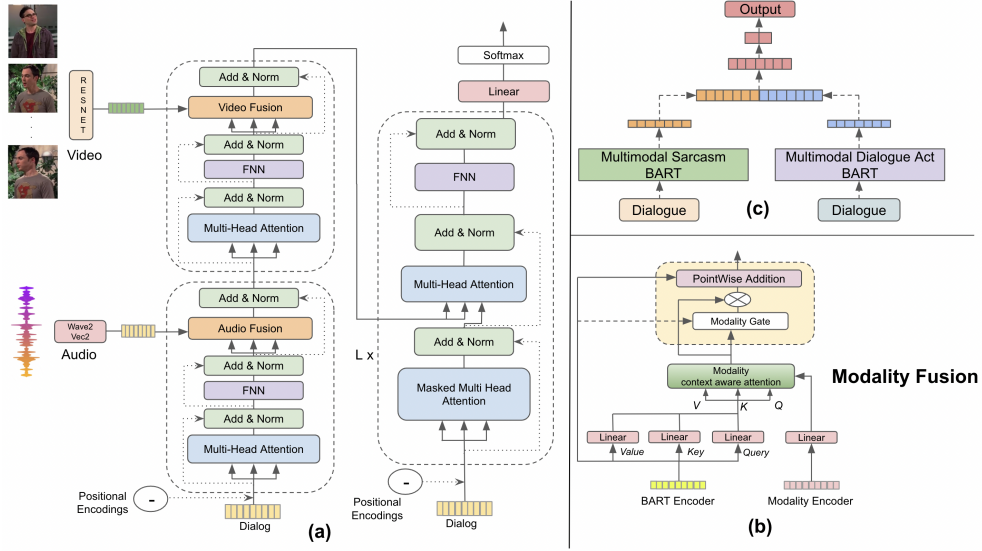 R
E
S
N
E
T
Video
Add & Norm
Video Fusion
Add & Norm
FNN
Add & Norm
Multi-Head Attention
Wave2
Vec2
Audio
Add & Norm
Audio Fusion
Add & Norm
FNN
Add & Norm
Multi-Head Attention
Positional
Encodings
-
Dialog
(a)
L x
Softmax
Linear
Add & Norm
FNN
Add & Norm
Multi-Head Attention
Add & Norm
Masked Multi Head
Attention
-
Positional
Encodings
Dialog
Output
Multimodal Sarcasm
BART
Multimodal Dialogue Act
BART
Dialogue
(c)
Dialogue
PointWise Addition
Modality Gate
Modality
context aware attention
Modality Fusion
V
K
Q
Linear
Value
Linear
Key
Linear
Query
Linear
BART Encoder
Modality Encoder
(b)